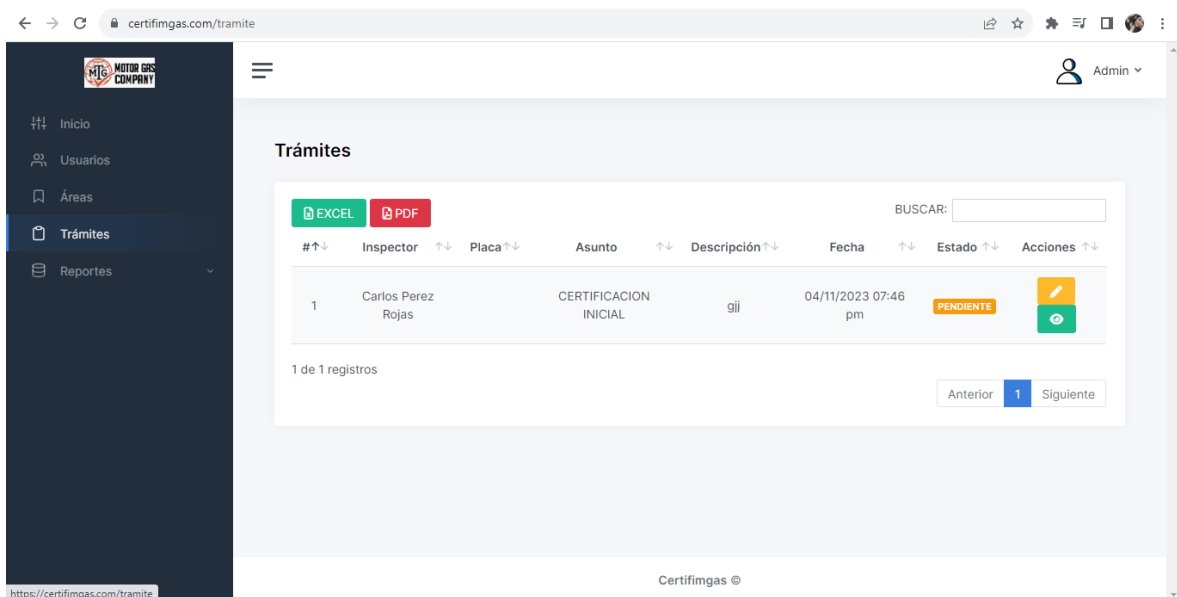 certifimgas.com/tramite
MTG MOTOR GAS
COMPANY
Admin
Inicio
Usuarios
Áreas
Trámites
Reportes
Trámites
EXCEL PDF BUSCAR:
# Inspector Placa Asunto Descripción Fecha Estado Acciones
1 Carlos Perez Rojas CERTIFICACION INICIAL gjj 04/11/2023 07:46 pm PENDIENTE
1 de 1 registros
Anterior 1 Siguiente
Certifimgas ©
https://certifimgas.com/tramite